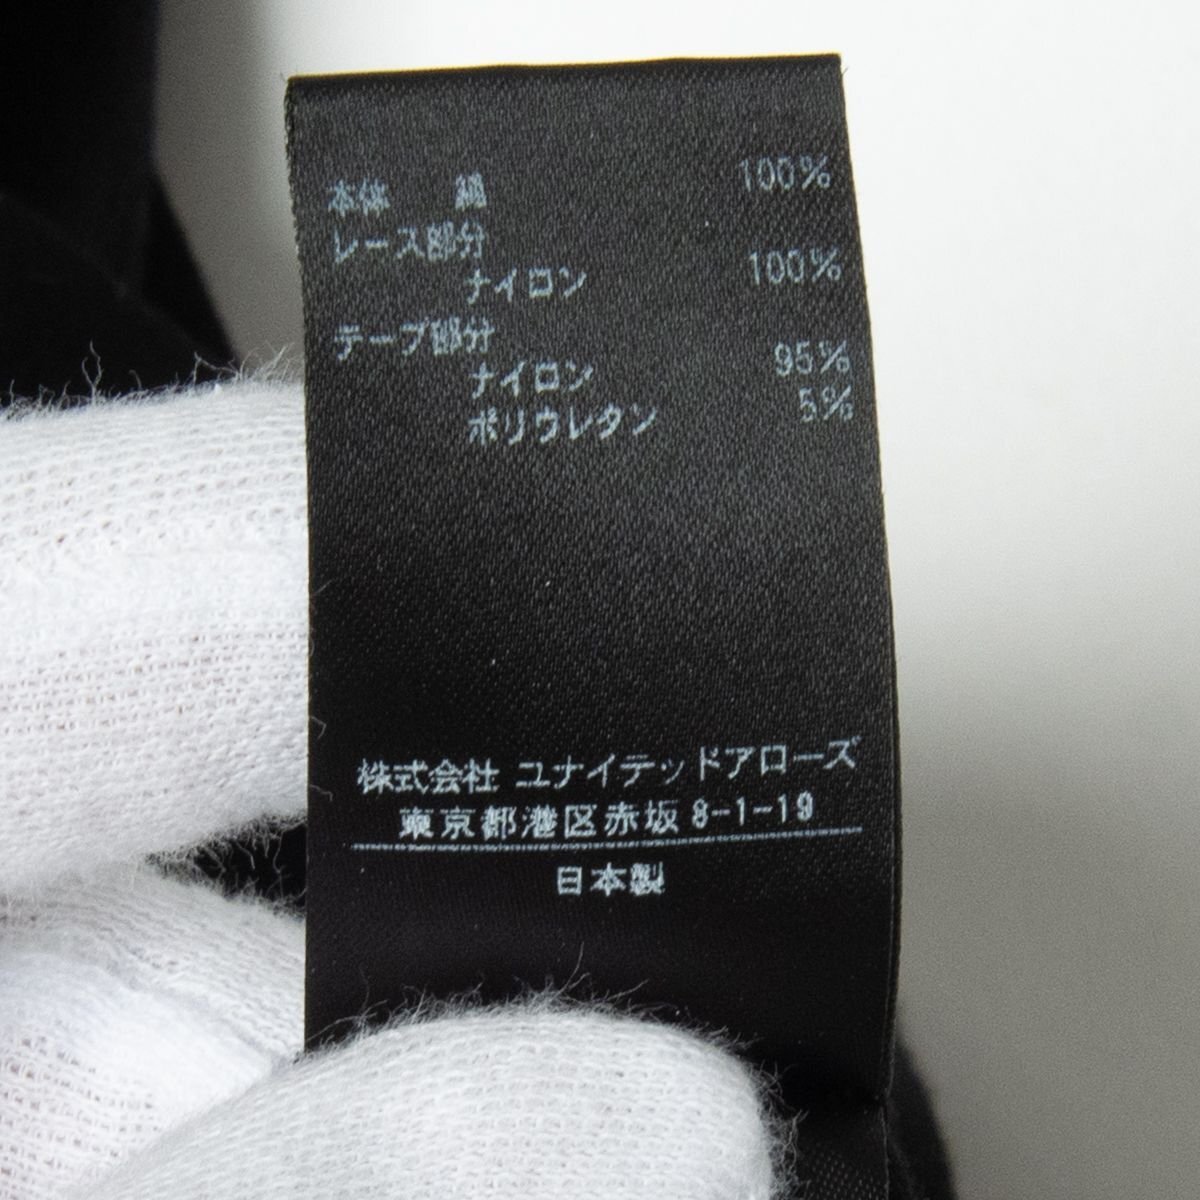 本体 綿 100%
レース部分
ナイロン 100%
テープ部分
ナイロン 95%
ポリウレタン 5%
株式会社 ユナイテッドアローズ
東京都港区赤坂 8-1-19
日本製